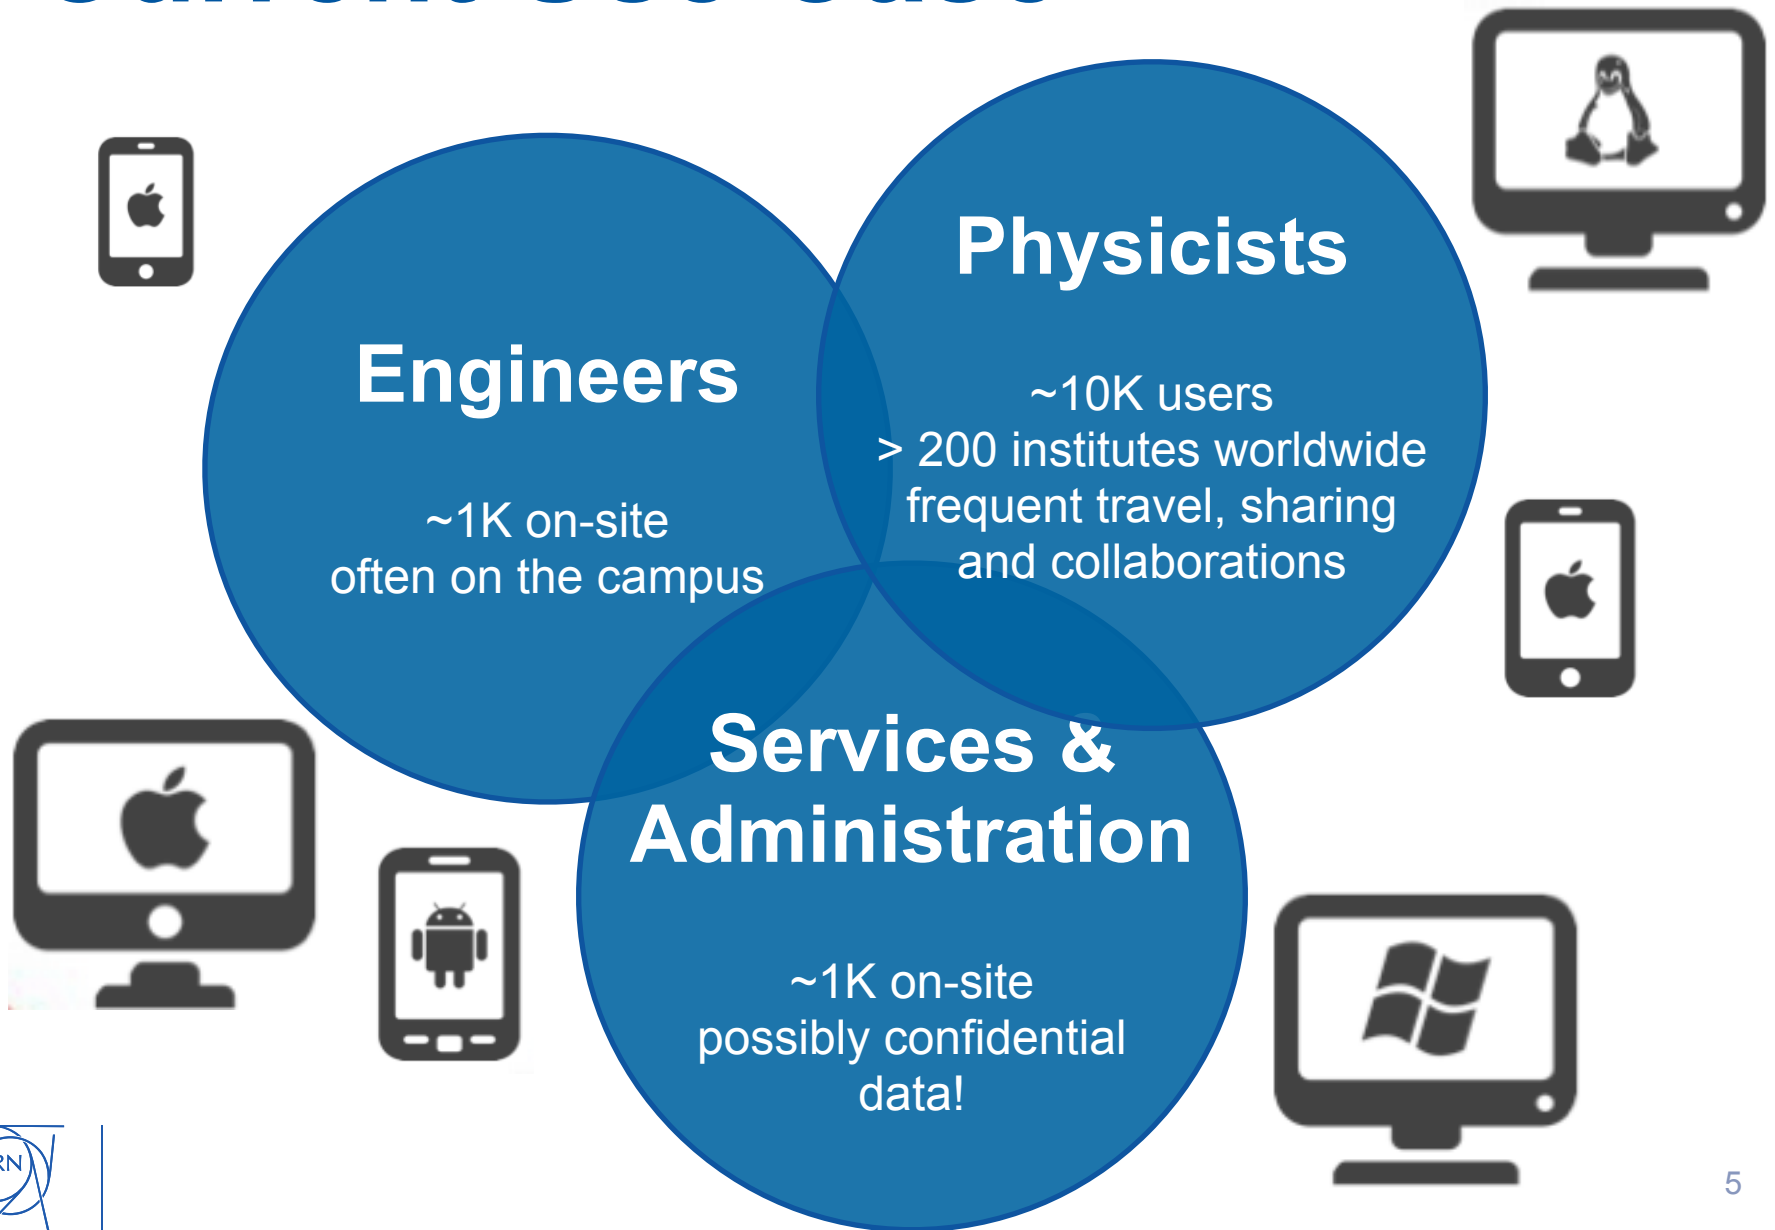 Physicists
~10K users
> 200 institutes worldwide
frequent travel, sharing
and collaborations
Engineers
~1K on-site
often on the campus
Services &
Administration
~1K on-site
possibly confidential
data!
5